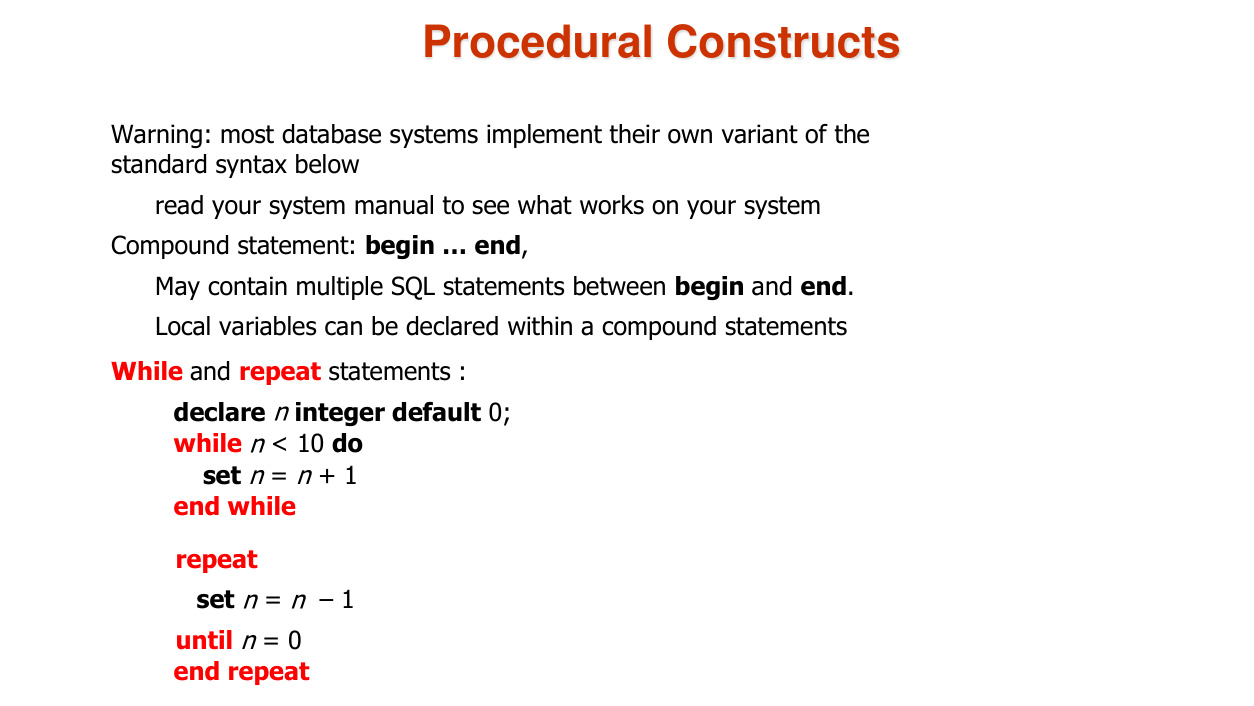 Procedural Constructs
Warning: most database systems implement their own variant of the
standard syntax below
read your system manual to see what works on your system
Compound statement: begin … end,
May contain multiple SQL statements between begin and end.
Local variables can be declared within a compound statements
While and repeat statements :
declare n integer default 0;
while n < 10 do
set n = n + 1
end while
repeat
set n = n – 1
until n = 0
end repeat